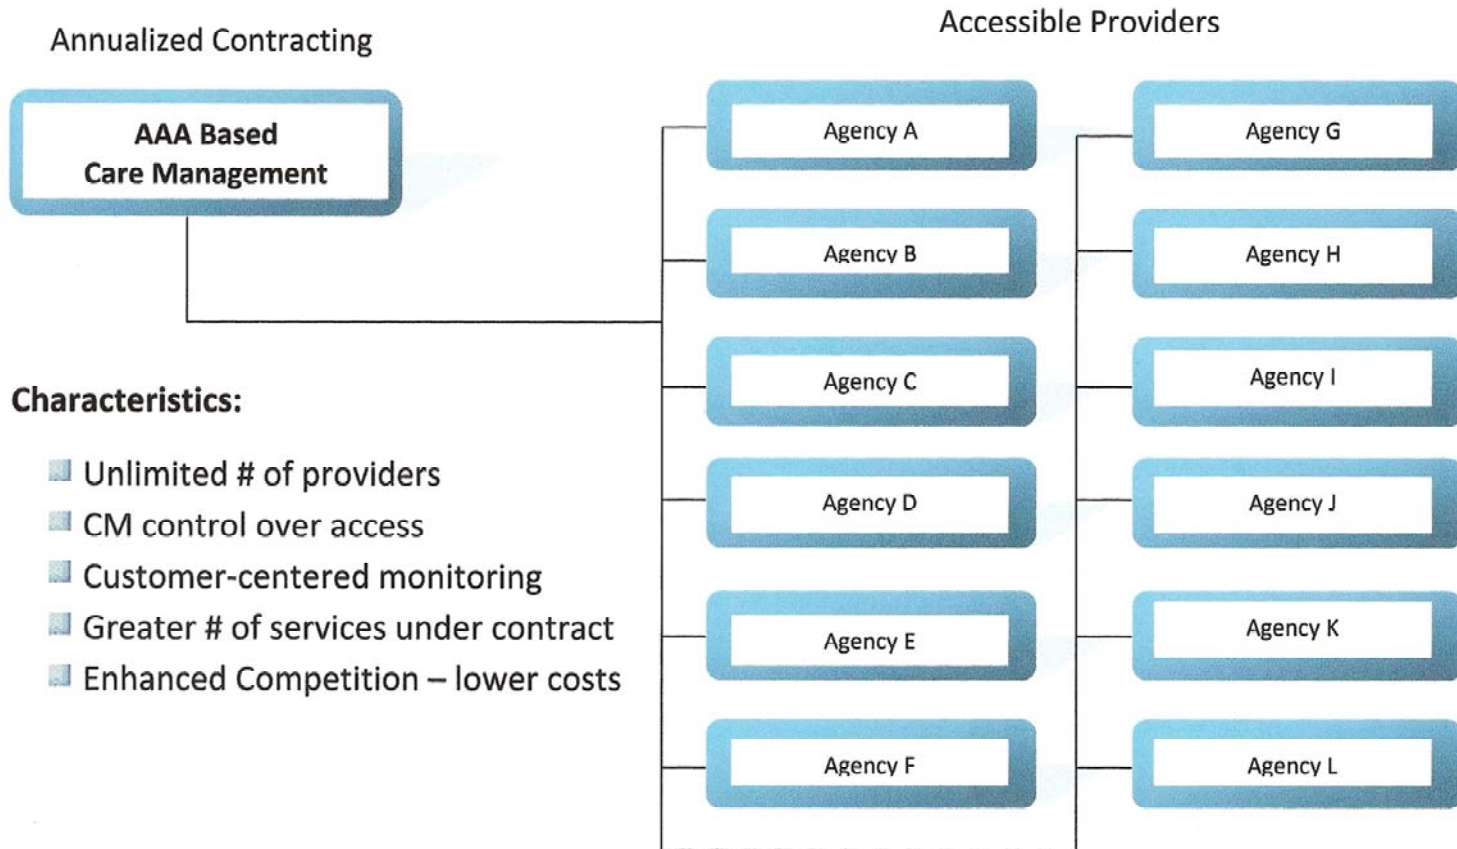 Annualized Contracting
Accessible Providers
AAA Based
Care Management
Characteristics:
Unlimited # of providers
CM control over access
Customer-centered monitoring
Greater # of services under contract
Enhanced Competition – lower costs
Agency A
Agency B
Agency C
Agency D
Agency E
Agency F
Agency G
Agency H
Agency I
Agency J
Agency K
Agency L